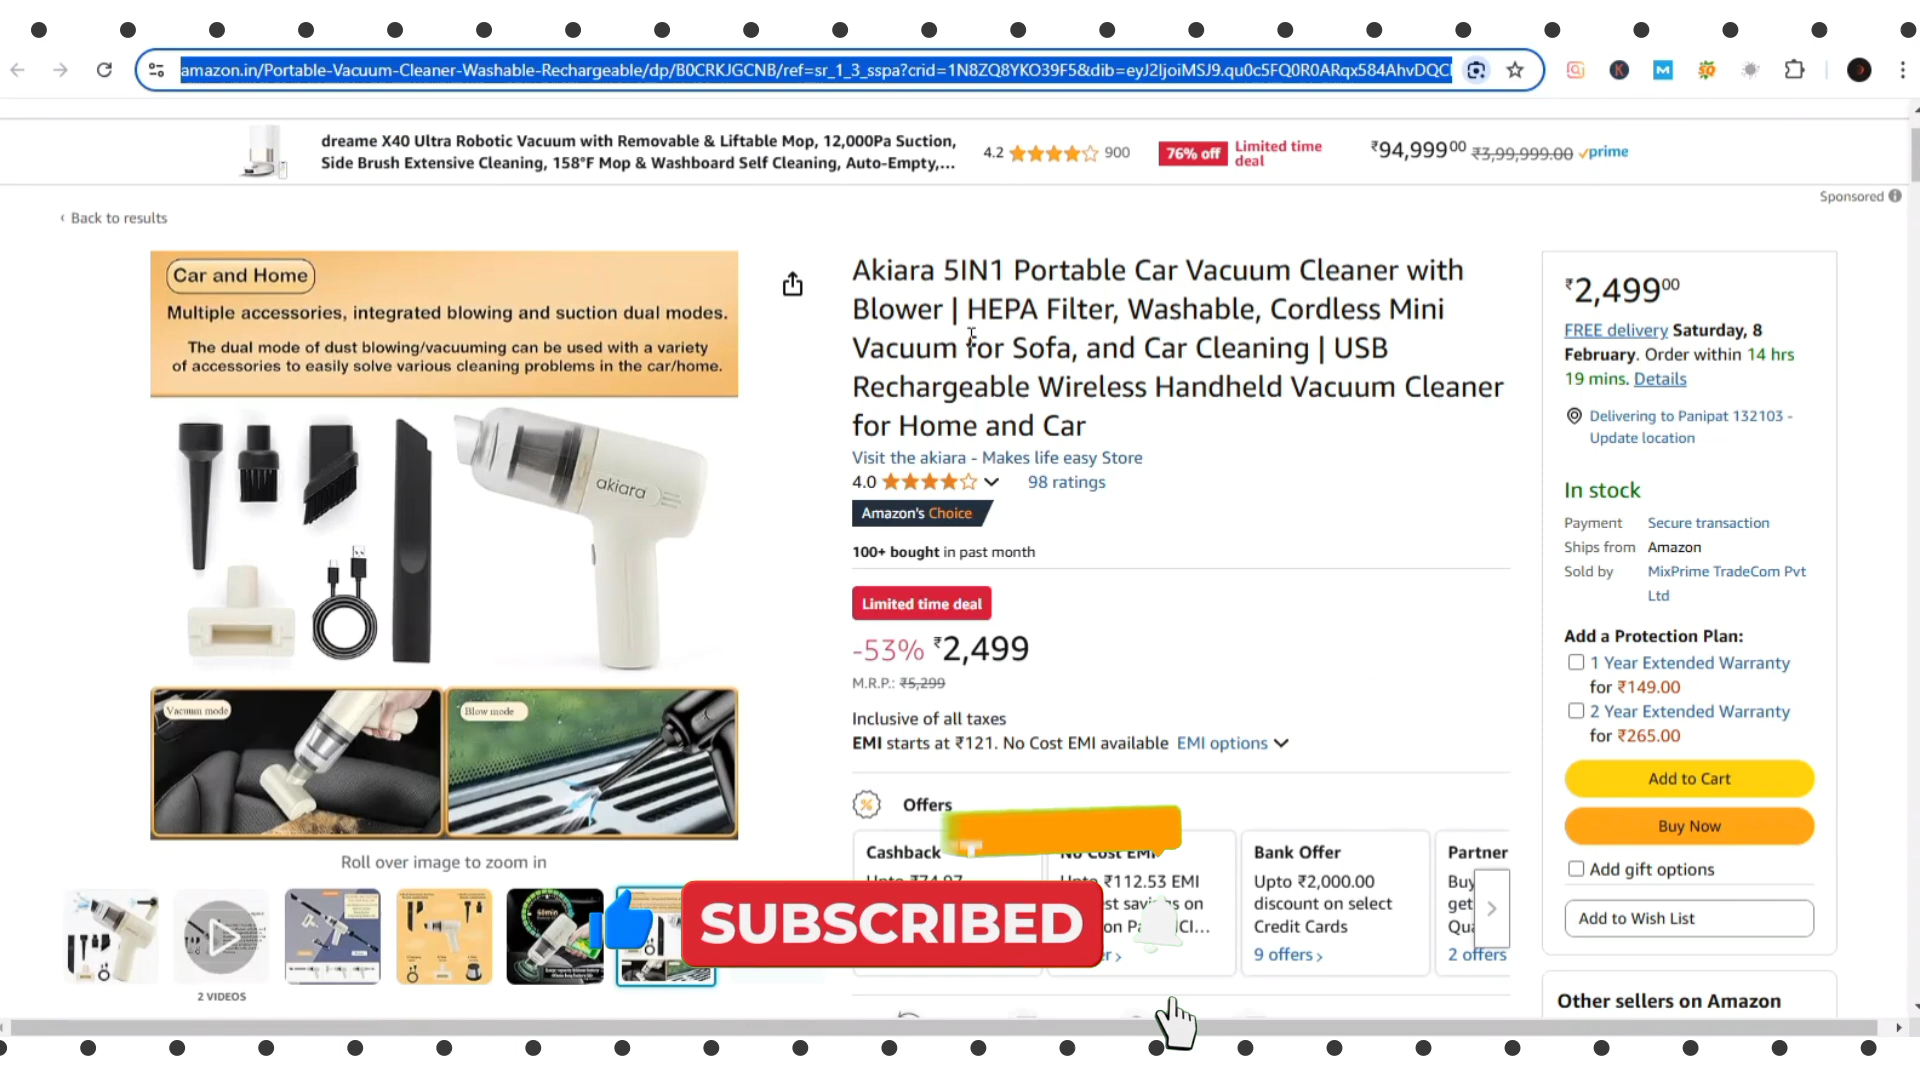 amazon.in/Portable-Vacuum-Cleaner-Washable-Rechargeable/dp/B0CRKJGCNB/ref=sr_1_3_sspa?crid=1N8ZQ8YKO39F5&dib=eyJ2IjoiMSJ9.qu0c5FQ0R0ARqx584AhvDQC
dreame X40 Ultra Robotic Vacuum with Removable & Liftable Mop, 12,000Pa Suction,
Side Brush Extensive Cleaning, 158°F Mop & Washboard Self Cleaning, Auto-Empty,...
4.2
900
76% off
Limited time
deal
₹94,999⁰⁰ ₹3,99,999.00 prime
Sponsored
‹ Back to results
Car and Home
Multiple accessories, integrated blowing and suction dual modes.
The dual mode of dust blowing/vacuuming can be used with a variety
of accessories to easily solve various cleaning problems in the car/home.
akiara
Vacuum mode
Blow mode
Roll over image to zoom in
2 VIDEOS
Akiara 5IN1 Portable Car Vacuum Cleaner with
Blower | HEPA Filter, Washable, Cordless Mini
Vacuum for Sofa, and Car Cleaning | USB
Rechargeable Wireless Handheld Vacuum Cleaner
for Home and Car
Visit the akiara - Makes life easy Store
4.0
98 ratings
Amazon's Choice
100+ bought in past month
Limited time deal
-53% ₹2,499
M.R.P.: ₹5,299
Inclusive of all taxes
EMI starts at ₹121. No Cost EMI available EMI options
Offers
Cashback
No Cost EMI
₹112.53 EMI
on
Bank Offer
Upto ₹2,000.00
discount on select
Credit Cards
9 offers ›
Partner
Buy
get
2 offers
SUBSCRIBED
₹2,499⁰⁰
FREE delivery Saturday, 8
February. Order within 14 hrs
19 mins. Details
Delivering to Panipat 132103 -
Update location
In stock
Payment Secure transaction
Ships from Amazon
Sold by MixPrime TradeCom Pvt
Ltd
Add a Protection Plan:
1 Year Extended Warranty
for ₹149.00
2 Year Extended Warranty
for ₹265.00
Add to Cart
Buy Now
Add gift options
Add to Wish List
Other sellers on Amazon